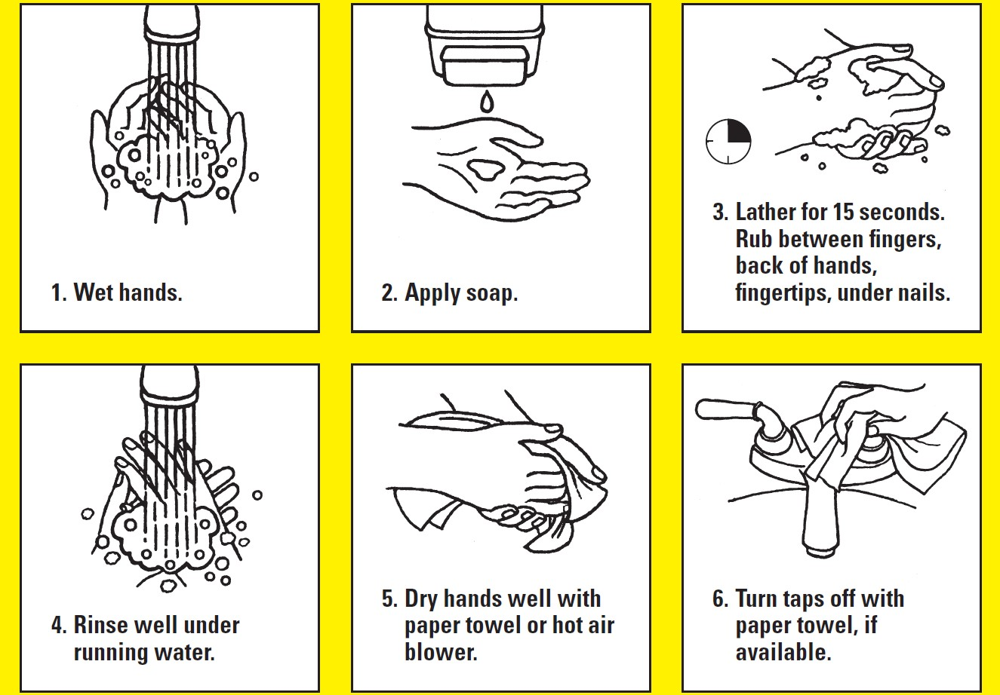 1. Wet hands.
2. Apply soap.
3. Lather for 15 seconds.
Rub between fingers,
back of hands,
fingertips, under nails.
4. Rinse well under
running water.
5. Dry hands well with
paper towel or hot air
blower.
6. Turn taps off with
paper towel, if
available.